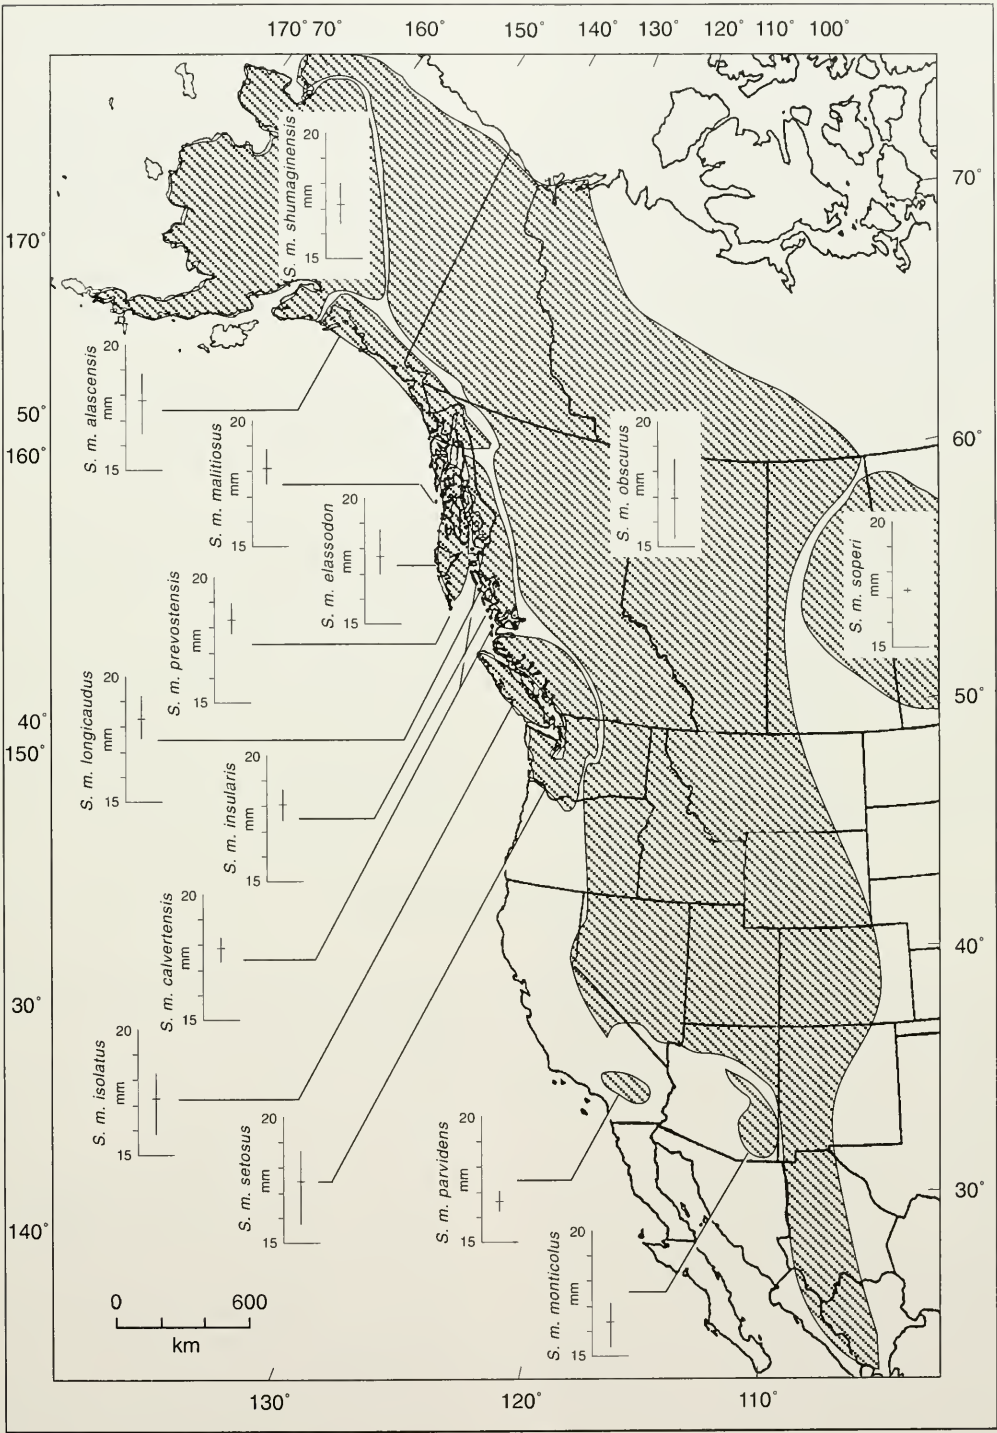 170° 70° 160° 150° 140° 130° 120° 110° 100°
70°
60°
50°
40°
30°
170°
50°
160°
40°
150°
30°
140°
130° 120° 110°
S. m. shumaginensis
20
mm
15
S. m. alascensis
20
mm
15
S. m. malitiosus
20
mm
15
S. m. elassodon
20
mm
15
S. m. obscurus
20
mm
15
S. m. soperi
20
mm
15
S. m. prevostensis
20
mm
15
S. m. longicaudus
20
mm
15
S. m. insularis
20
mm
15
S. m. calvertensis
20
mm
15
S. m. isolatus
20
mm
15
S. m. setosus
20
mm
15
S. m. parvidens
20
mm
15
S. m. monticolus
20
mm
15
0 600
km